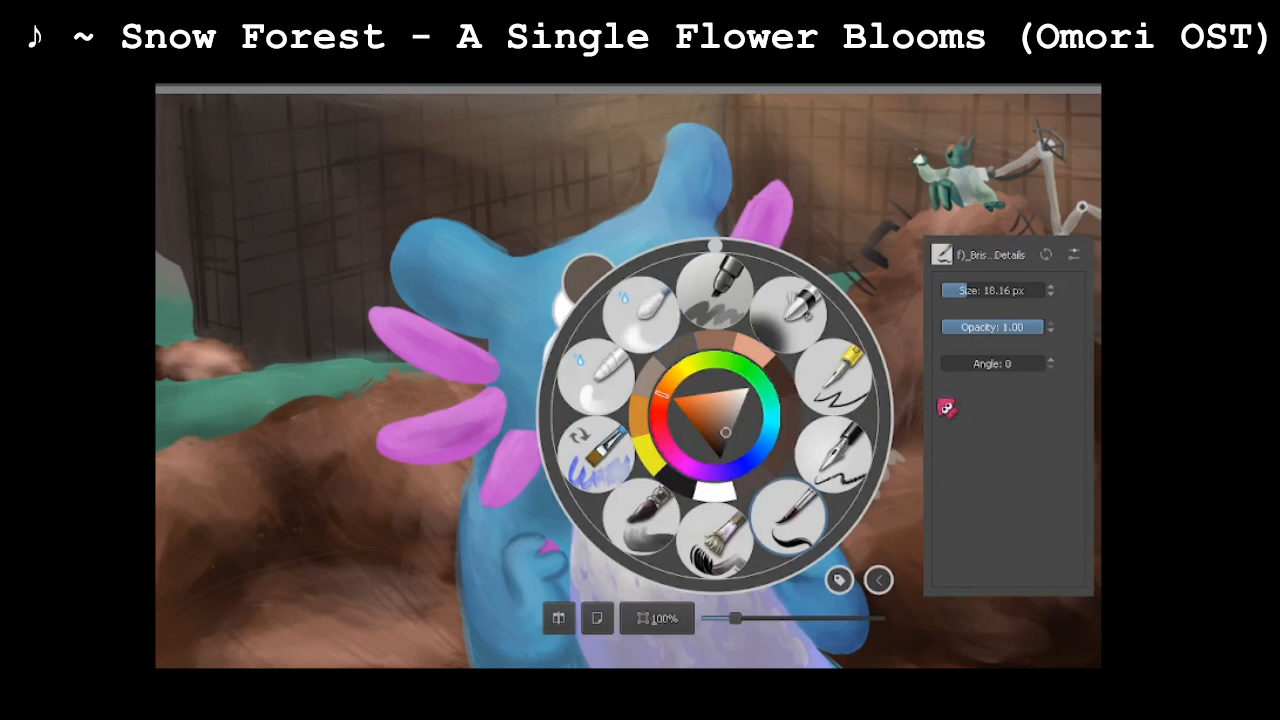 ♪ ~ Snow Forest - A Single Flower Blooms (Omori OST)
f)_Bris...Details
Size: 18.16 px
Opacity: 1.00
Angle: 0
100%